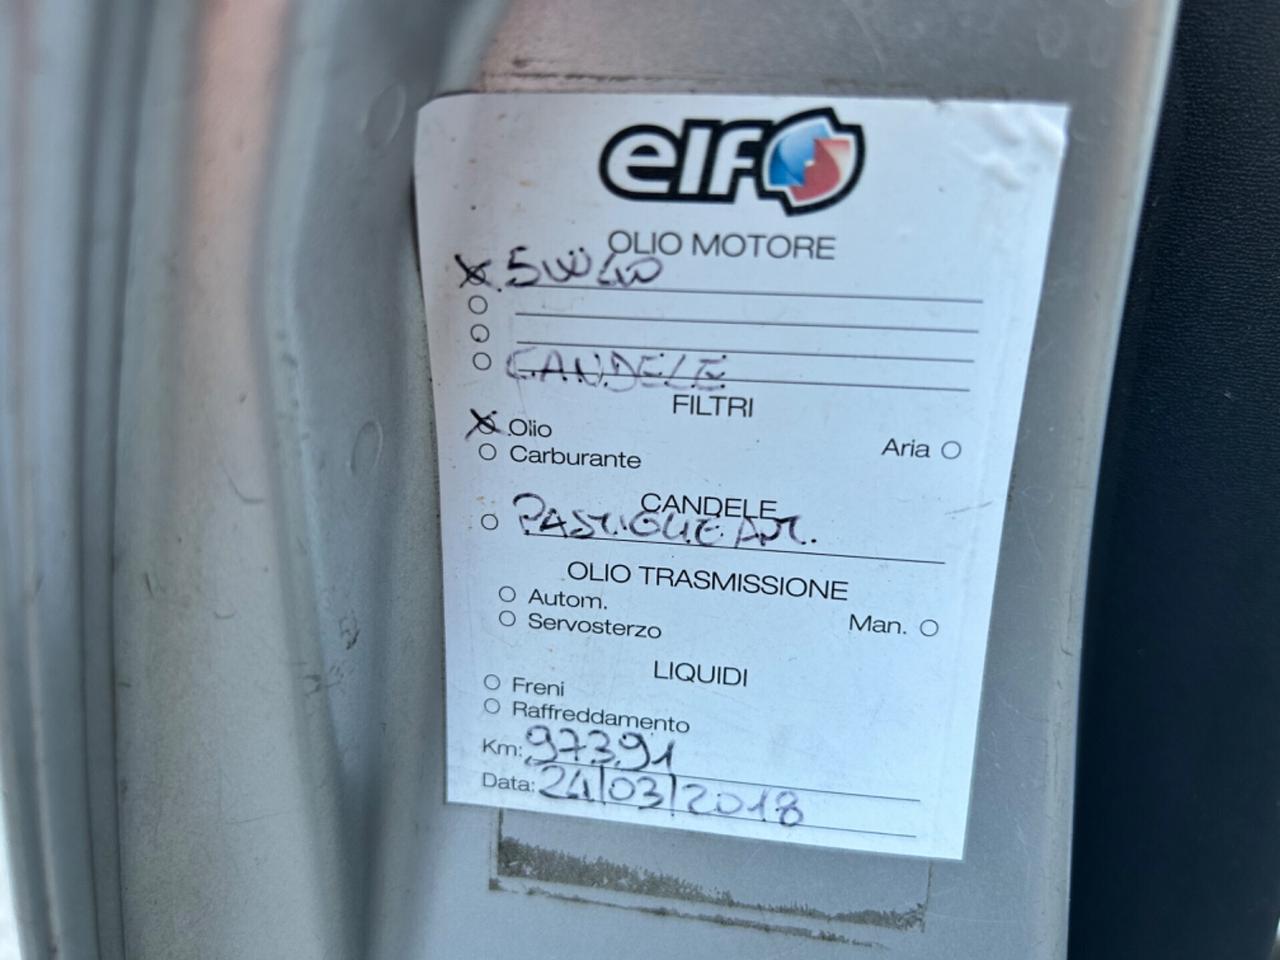 elf
OLIO MOTORE
5W40
CANDELE
FILTRI
Olio Aria
Carburante
CANDELE
PASTIGLIE ANT.
OLIO TRASMISSIONE
Autom. Man.
Servosterzo
LIQUIDI
Freni
Raffreddamento
Km: 97391
Data: 24/03/2018